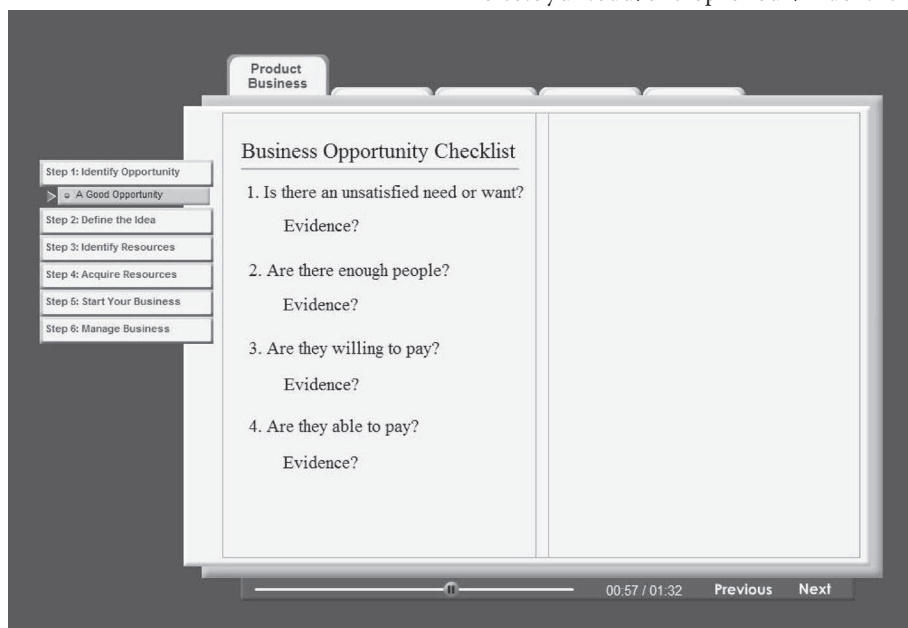 Product
Business
Step 1: Identify Opportunity
A Good Opportunity
Step 2: Define the Idea
Step 3: Identify Resources
Step 4: Acquire Resources
Step 5: Start Your Business
Step 6: Manage Business
Business Opportunity Checklist
1. Is there an unsatisfied need or want?
Evidence?
2. Are there enough people?
Evidence?
3. Are they willing to pay?
Evidence?
4. Are they able to pay?
Evidence?
00:57 / 01:32
Previous
Next